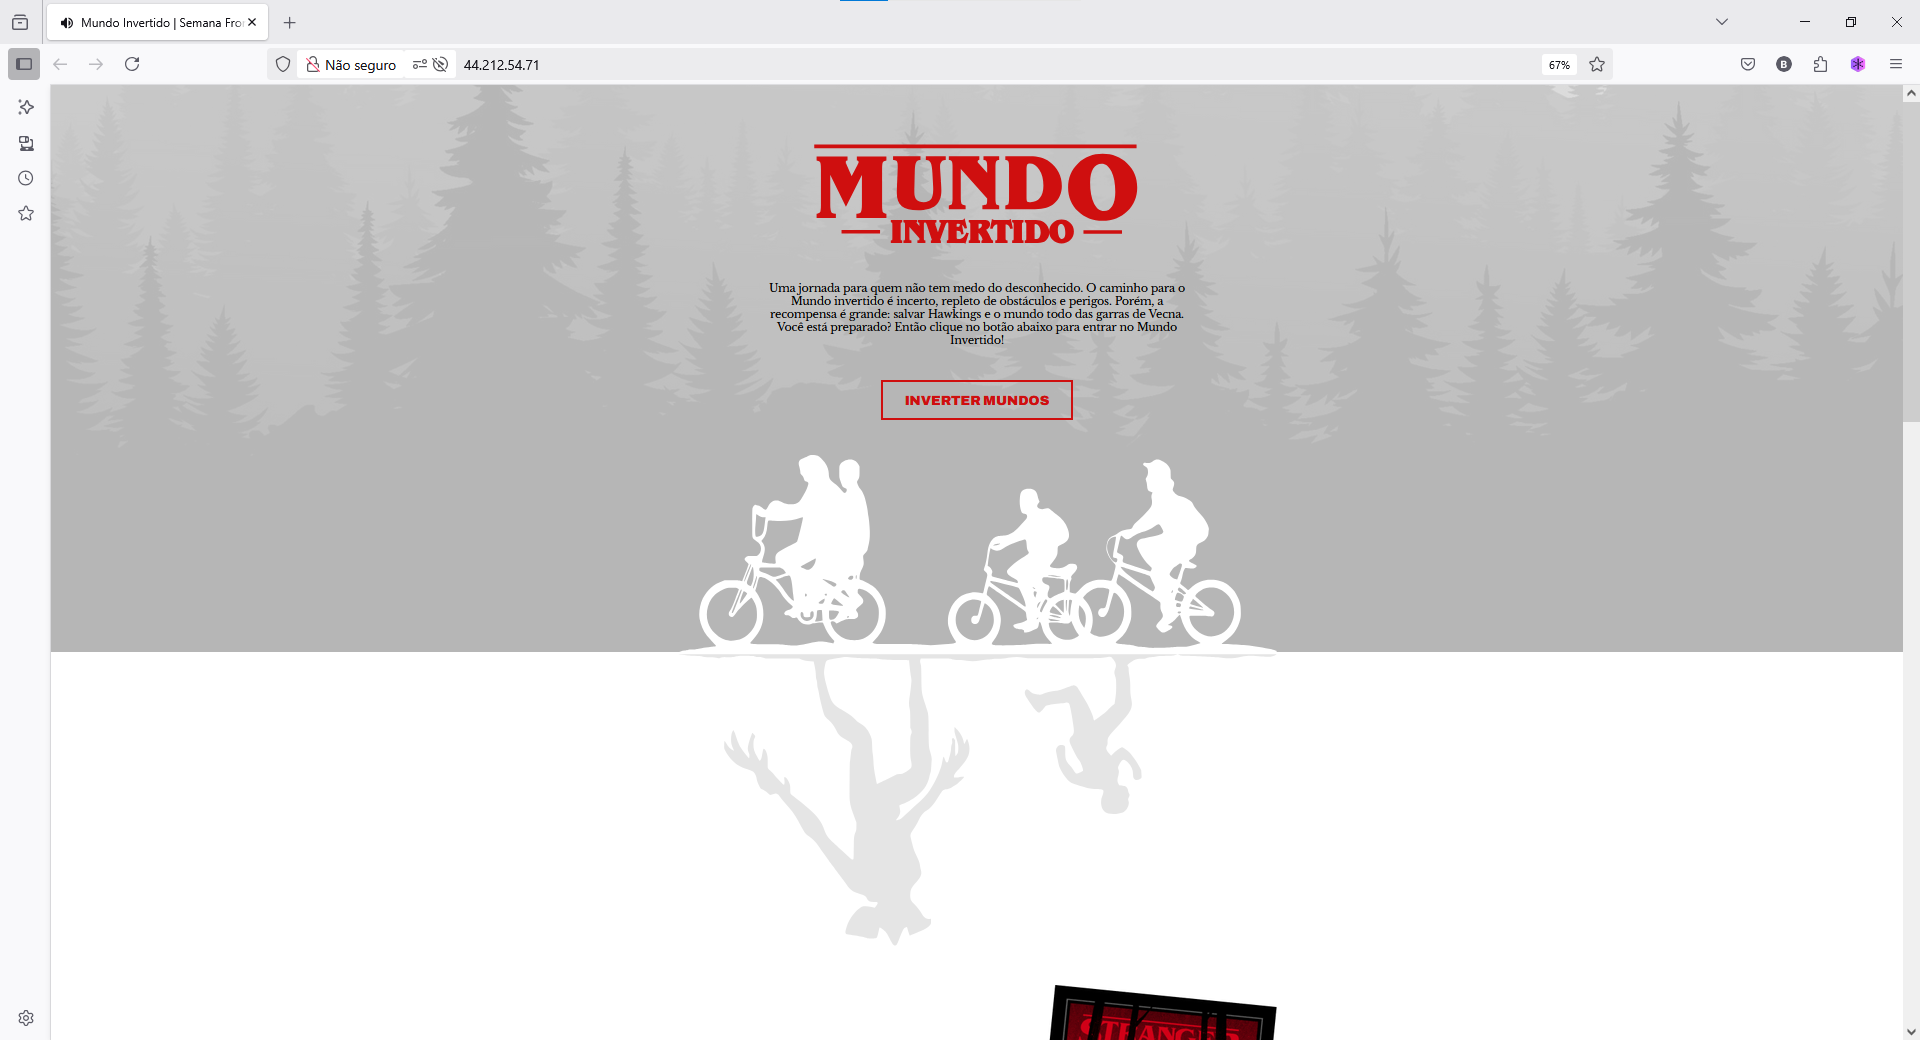 Mundo Invertido | Semana Fro
Não seguro
44.212.54.71
67%
B
MUNDO
INVERTIDO
Uma jornada para quem não tem medo do desconhecido. O caminho para o
Mundo invertido é incerto, repleto de obstáculos e perigos. Porém, a
recompensa é grande: salvar Hawkings e o mundo todo das garras de Vecna.
Você está preparado? Então clique no botão abaixo para entrar no Mundo
Invertido!
INVERTER MUNDOS